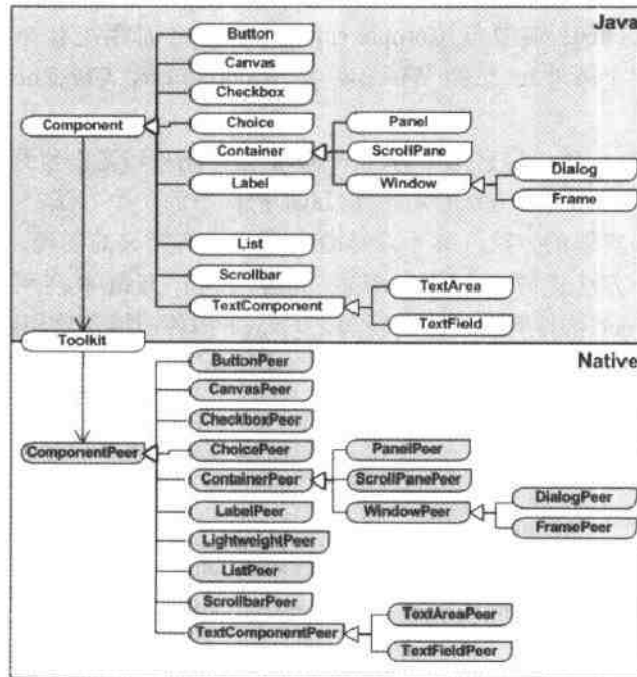 Java
Button
Canvas
Checkbox
Component
Choice
Container
Label
List
Scrollbar
TextComponent
Panel
ScrollPane
Window
Dialog
Frame
TextArea
TextField
Toolkit
Native
ButtonPeer
CanvasPeer
CheckboxPeer
ComponentPeer
ChoicePeer
ContainerPeer
LabelPeer
LightweightPeer
ListPeer
ScrollbarPeer
TextComponentPeer
PanelPeer
ScrollPanePeer
WindowPeer
DialogPeer
FramePeer
TextAreaPeer
TextFieldPeer